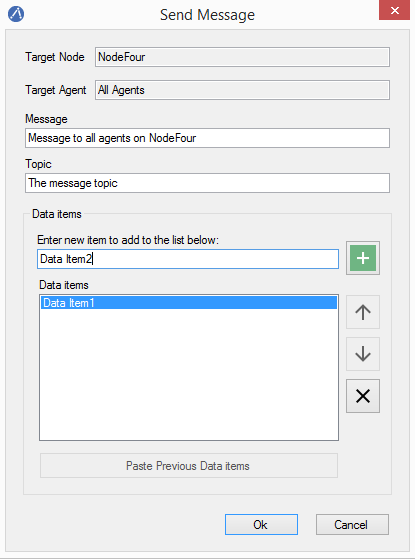 Send Message
Target Node NodeFour
Target Agent All Agents
Message
Message to all agents on NodeFour
Topic
The message topic
Data items
Enter new item to add to the list below:
Data Item2
Data items
Data Item1
Paste Previous Data items
Ok Cancel